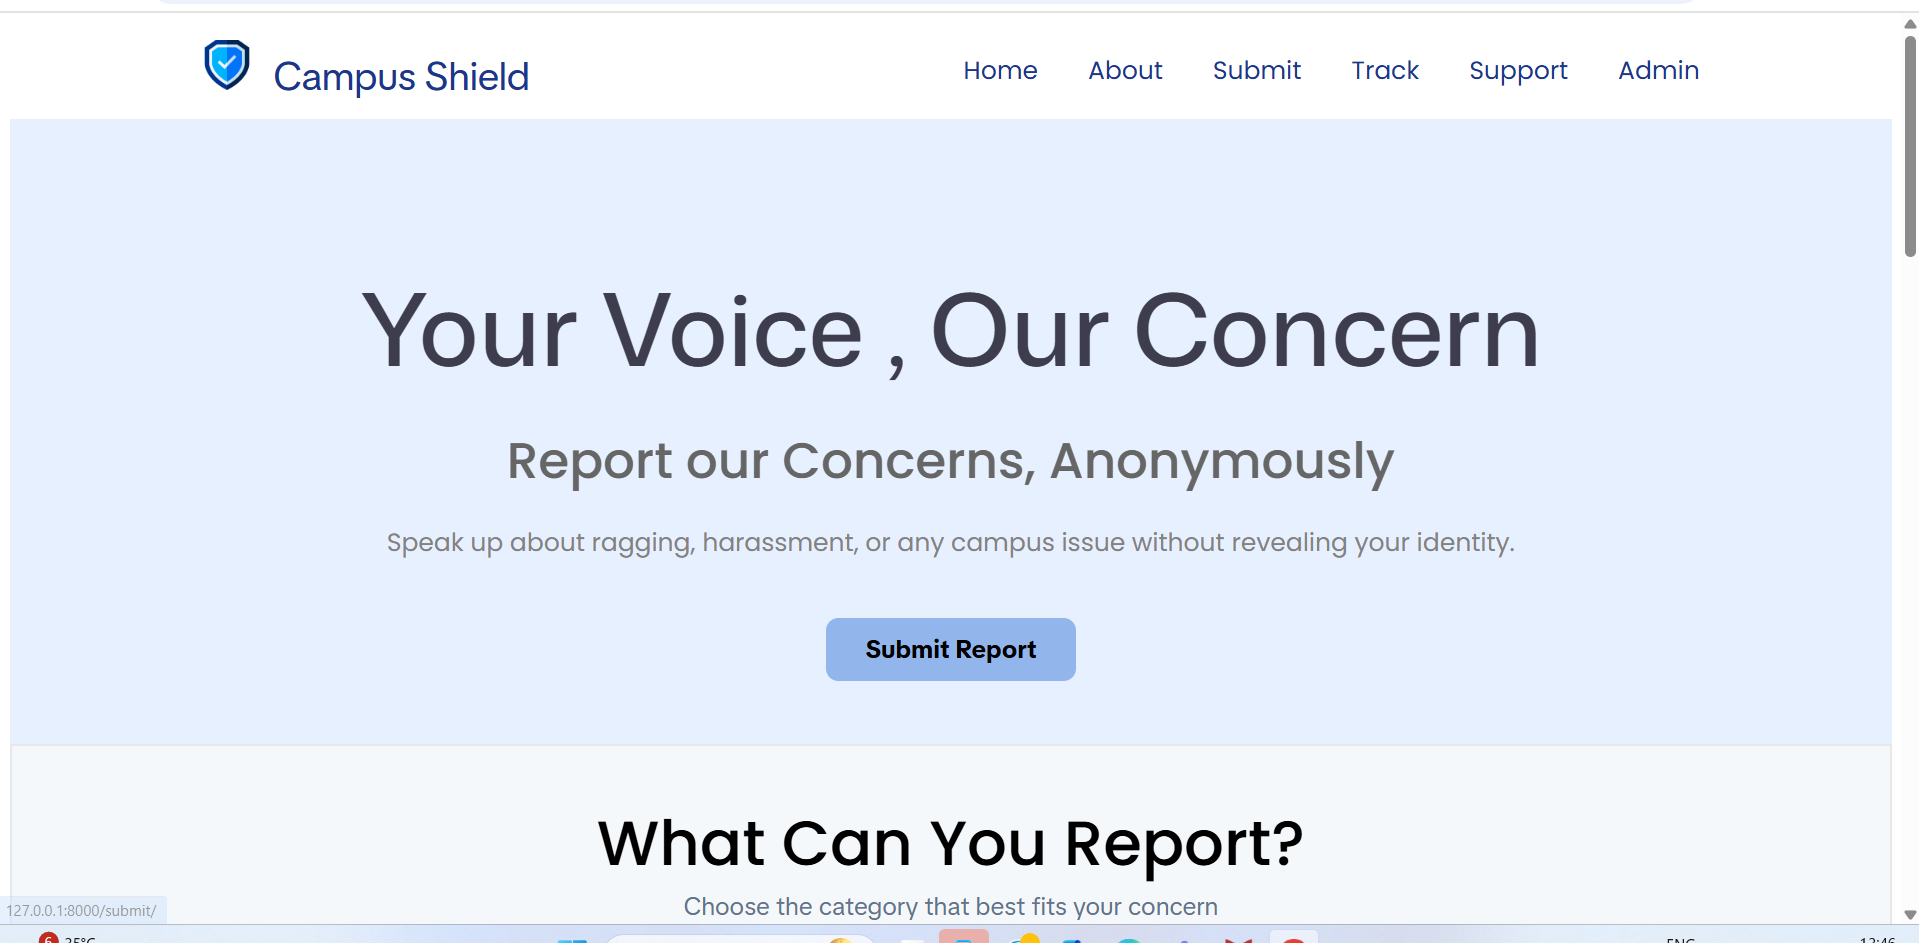 Campus Shield
Home About Submit Track Support Admin
Your Voice , Our Concern
Report our Concerns, Anonymously
Speak up about ragging, harassment, or any campus issue without revealing your identity.
Submit Report
What Can You Report?
Choose the category that best fits your concern
127.0.0.1:8000/submit/
6